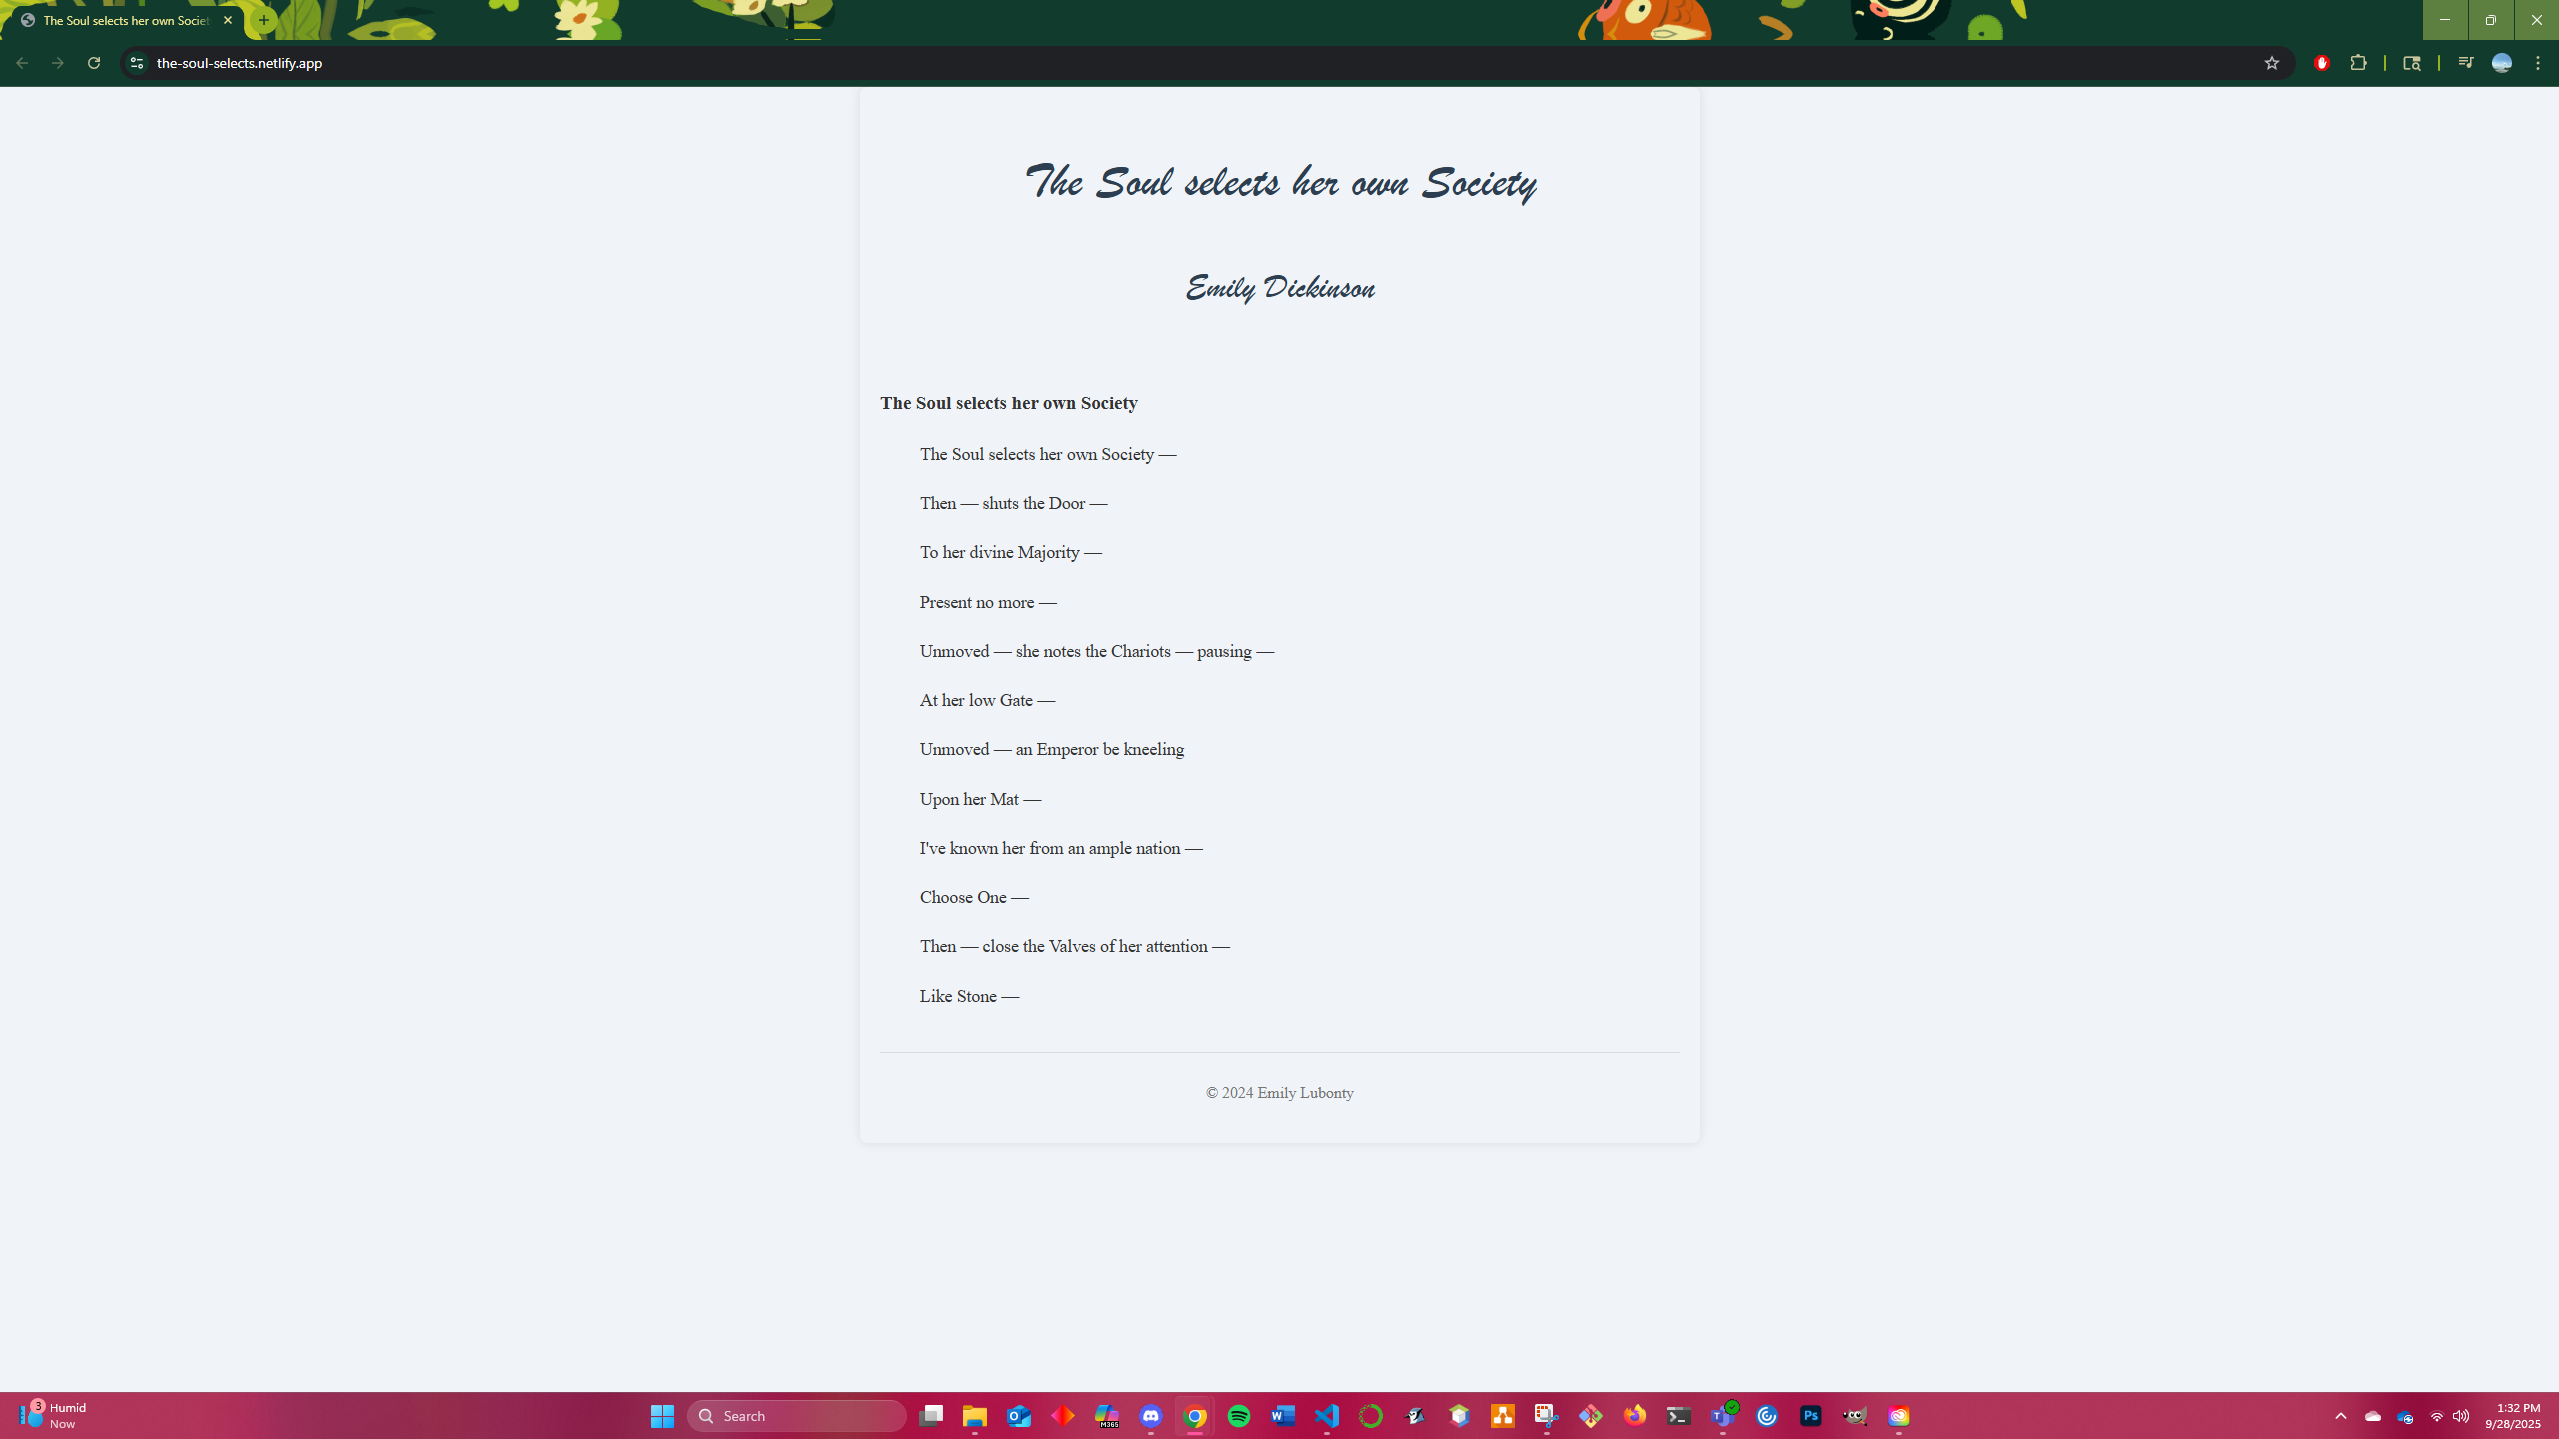 The Soul selects her own Societ
the-soul-selects.netlify.app
The Soul selects her own Society
Emily Dickinson
The Soul selects her own Society
The Soul selects her own Society —
Then — shuts the Door —
To her divine Majority —
Present no more —
Unmoved — she notes the Chariots — pausing —
At her low Gate —
Unmoved — an Emperor be kneeling
Upon her Mat —
I've known her from an ample nation —
Choose One —
Then — close the Valves of her attention —
Like Stone —
© 2024 Emily Lubonty
3
Humid
Now
Search
M365
Ps
1:32 PM
9/28/2025